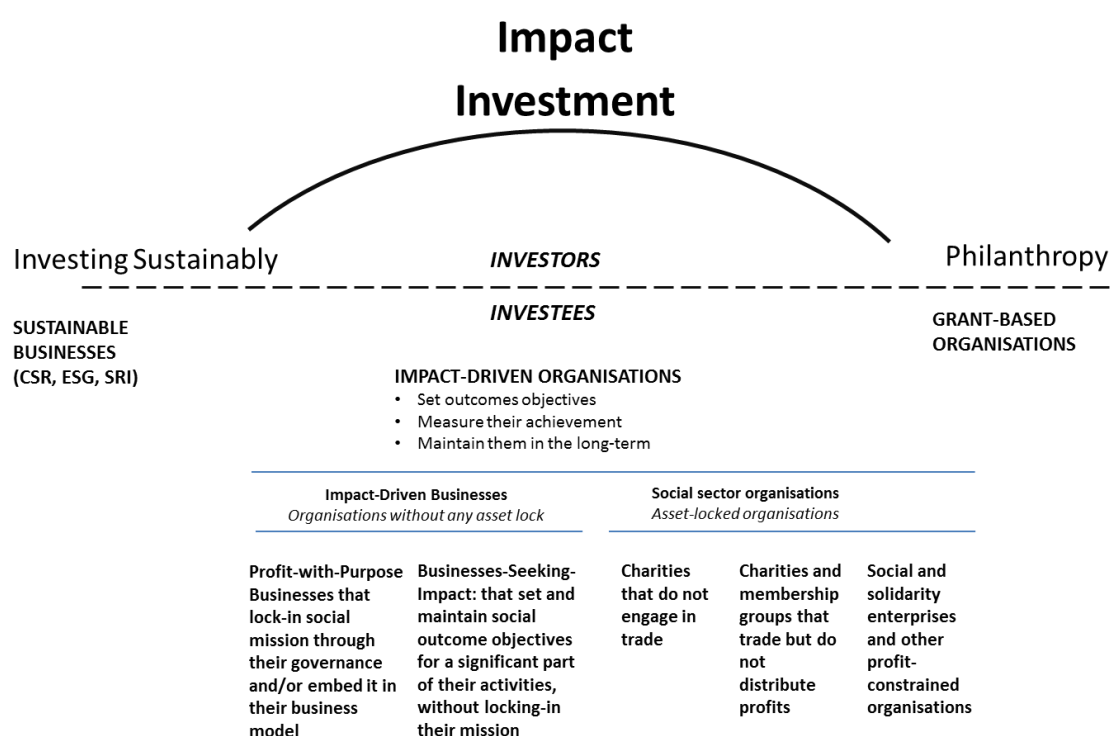 Impact
Investment
Investing Sustainably
INVESTORS
Philanthropy
INVESTEES
SUSTAINABLE
BUSINESSES
(CSR, ESG, SRI)
GRANT-BASED
ORGANISATIONS
IMPACT-DRIVEN ORGANISATIONS
• Set outcomes objectives
• Measure their achievement
• Maintain them in the long-term
Impact-Driven Businesses
Organisations without any asset lock
Social sector organisations
Asset-locked organisations
Profit-with-Purpose
Businesses that
lock-in social
mission through
their governance
and/or embed it in
their business
model
Businesses-Seeking-
Impact: that set and
maintain social
outcome objectives
for a significant part
of their activities,
without locking-in
their mission
Charities
that do not
engage in
trade
Charities and
membership
groups that
trade but do
not
distribute
profits
Social and
solidarity
enterprises
and other
profit-
constrained
organisations